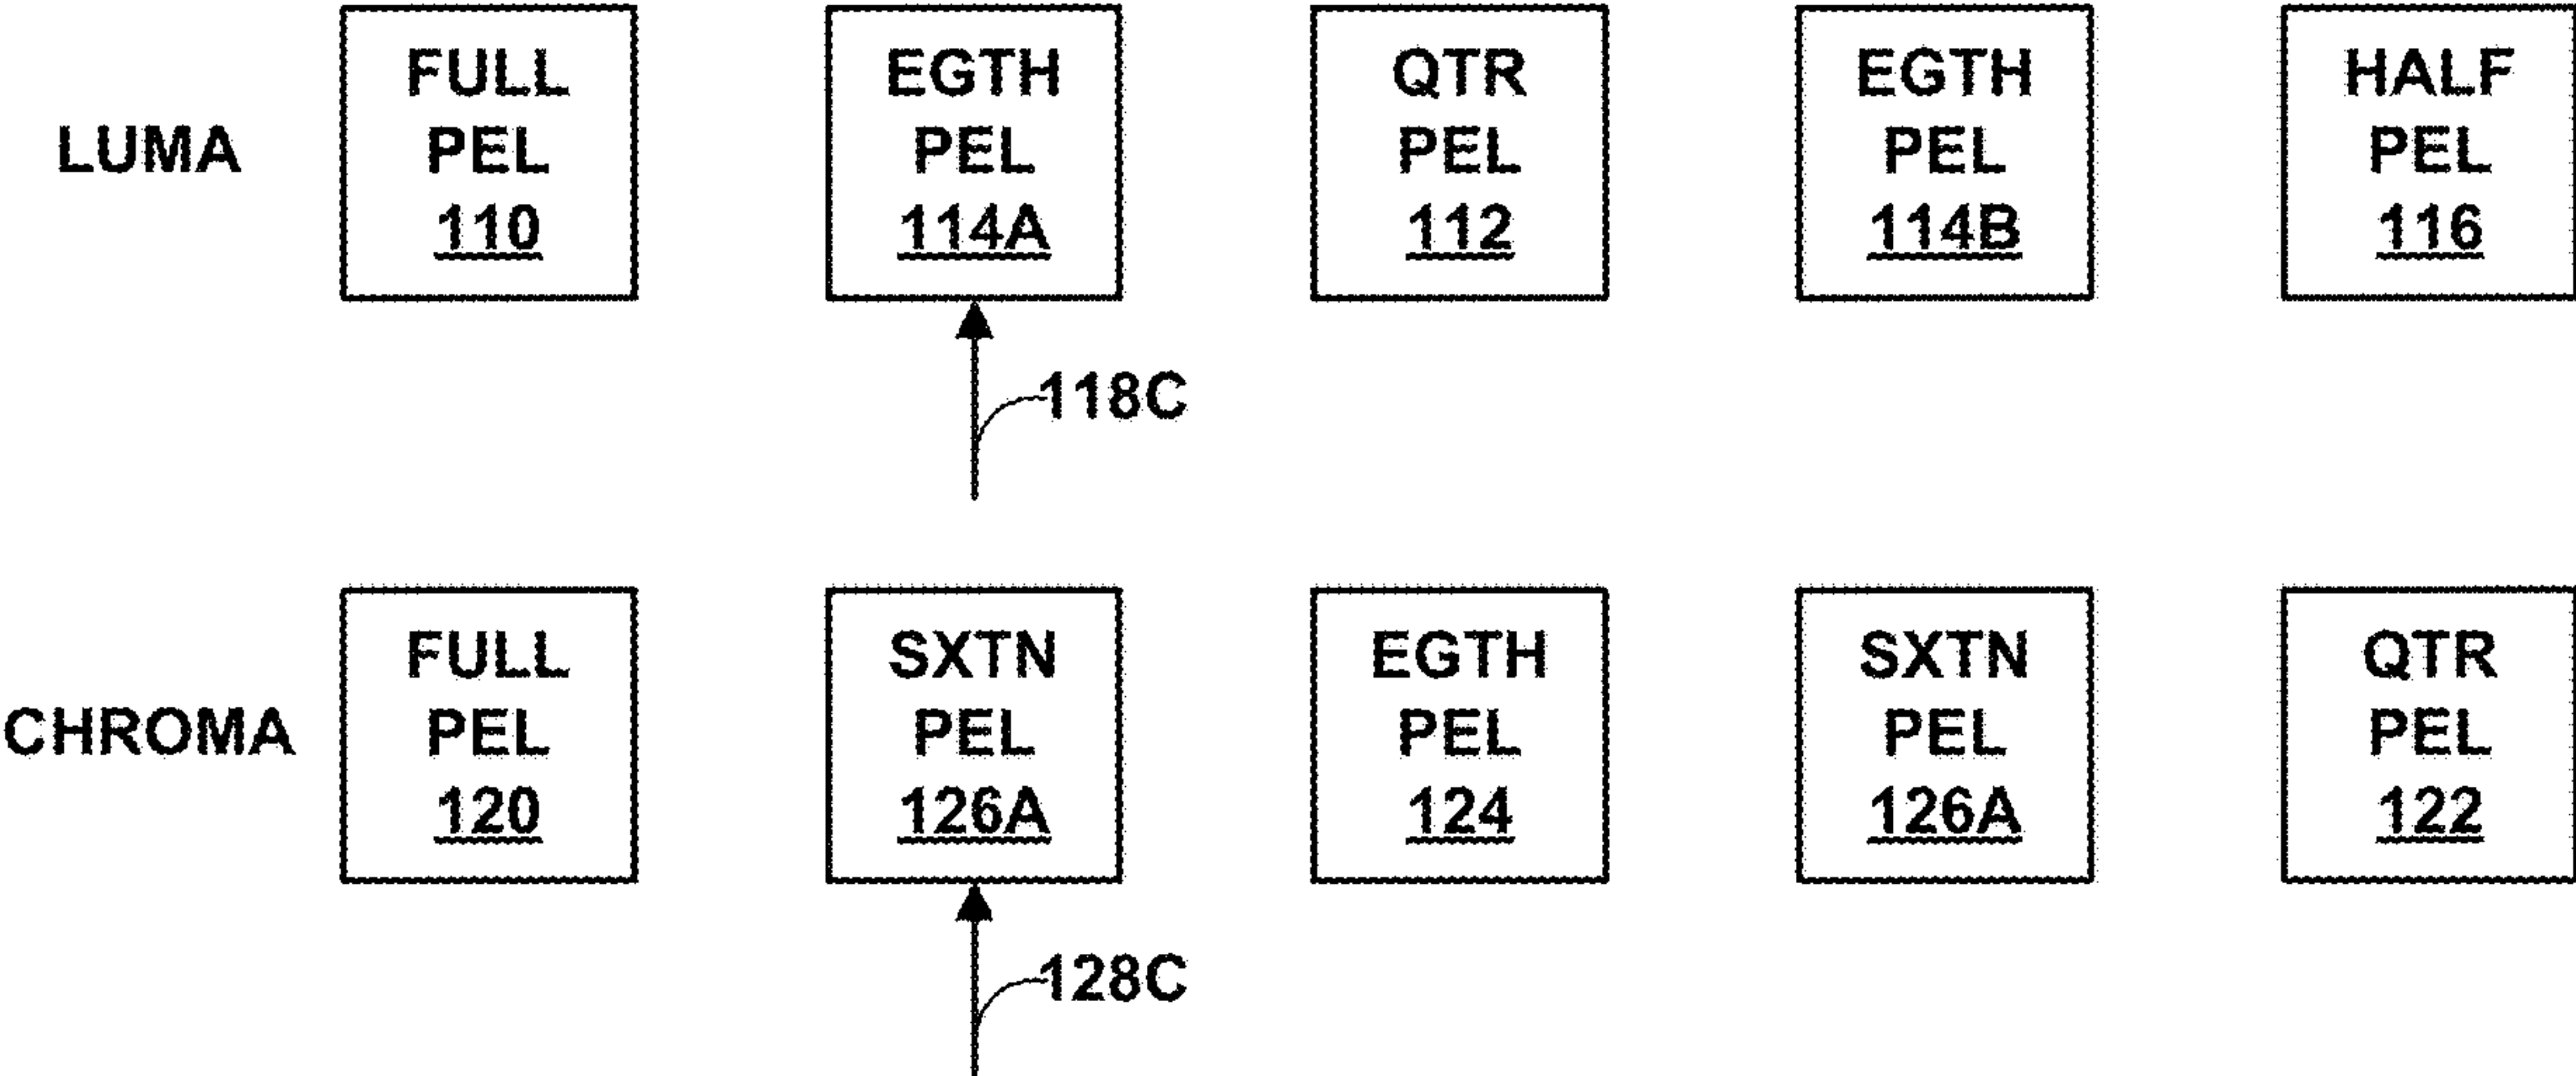 FULL
PEL
110
EGTH
PEL
114A
QTR
PEL
112
EGTH
PEL
114B
HALF
PEL
116
LUMA
118C
FULL
PEL
120
SXTN
PEL
126A
EGTH
PEL
124
SXTN
PEL
126A
QTR
PEL
122
CHROMA
128C